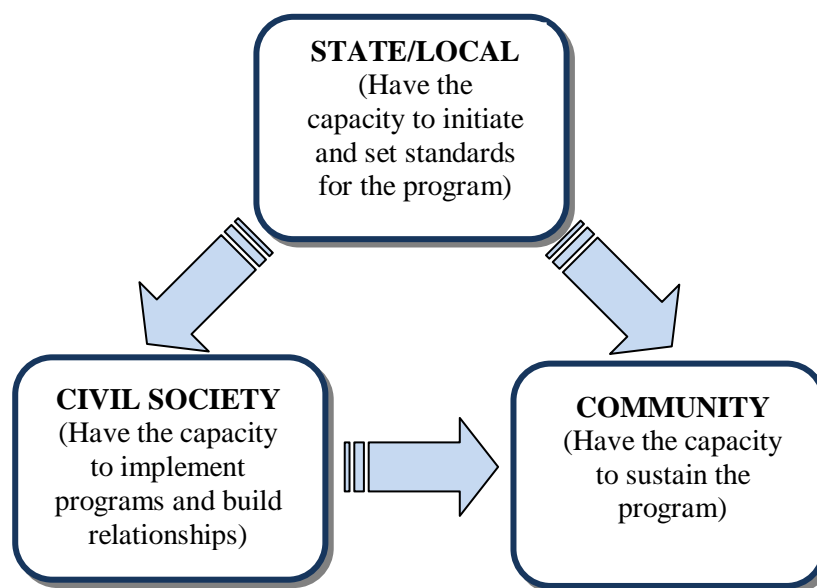 STATE/LOCAL
(Have the
capacity to initiate
and set standards
for the program)
CIVIL SOCIETY
(Have the capacity
to implement
programs and build
relationships)
COMMUNITY
(Have the capacity
to sustain the
program)